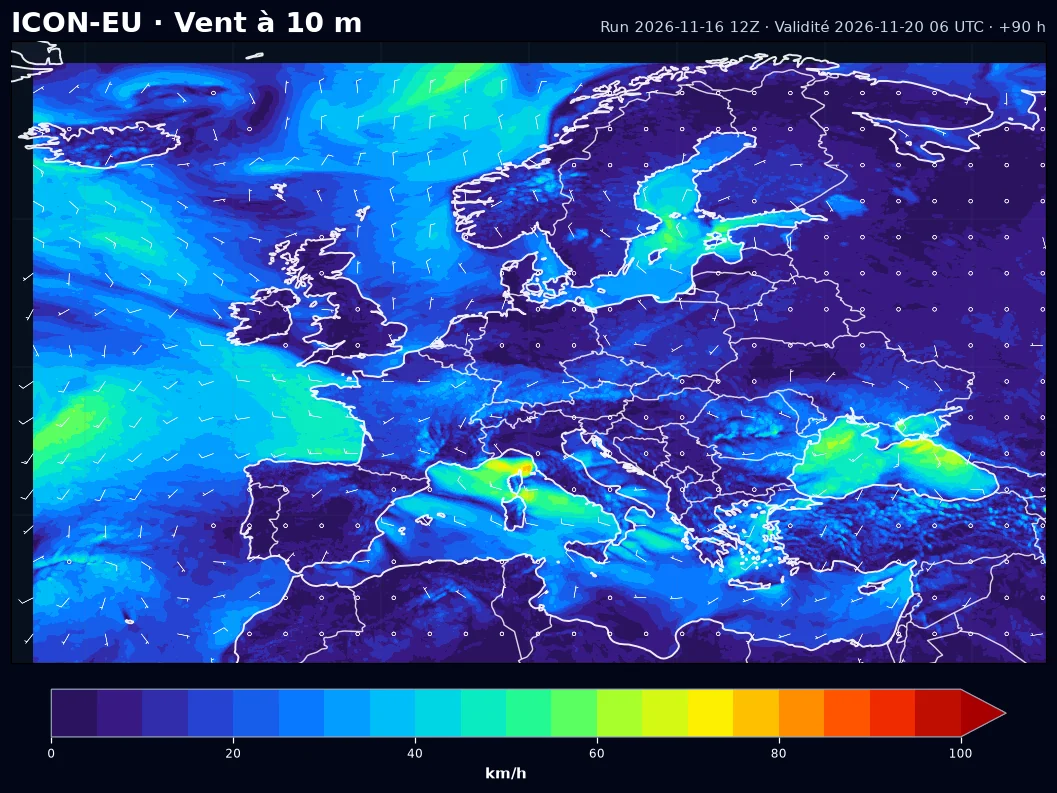 ICON-EU · Vent à 10 m
Run 2026-11-16 12Z · Validité 2026-11-20 06 UTC · +90 h
0 20 40 60 80 100
km/h